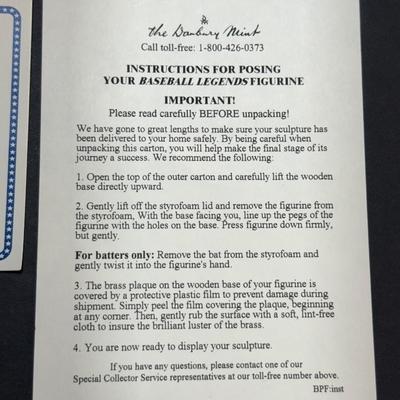 the Danbury Mint
Call toll-free: 1-800-426-0373
INSTRUCTIONS FOR POSING
YOUR BASEBALL LEGENDS FIGURINE
IMPORTANT!
Please read carefully BEFORE unpacking!
We have gone to great lengths to make sure your sculpture has
been delivered to your home safely. By being careful when
unpacking this carton, you will help make the final stage of its
journey a success. We recommend the following:
1. Open the top of the outer carton and carefully lift the wooden
base directly upward.
2. Gently lift off the styrofoam lid and remove the figurine from
the styrofoam, With the base facing you, line up the pegs of the
figurine with the holes on the base. Press figurine down firmly,
but gently.
For batters only: Remove the bat from the styrofoam and
gently twist it into the figurine's hand.
3. The brass plaque on the wooden base of your figurine is
covered by a protective plastic film to prevent damage during
shipment. Simply peel the film covering the plaque, beginning
at any corner. Then, gently rub the surface with a soft, lint-
free cloth to insure the brilliant luster of the brass.
4. You are now ready to display your sculpture.
If you have any questions, please contact one of our
Special Collector Service representatives at our toll-free number above.
BPF:inst